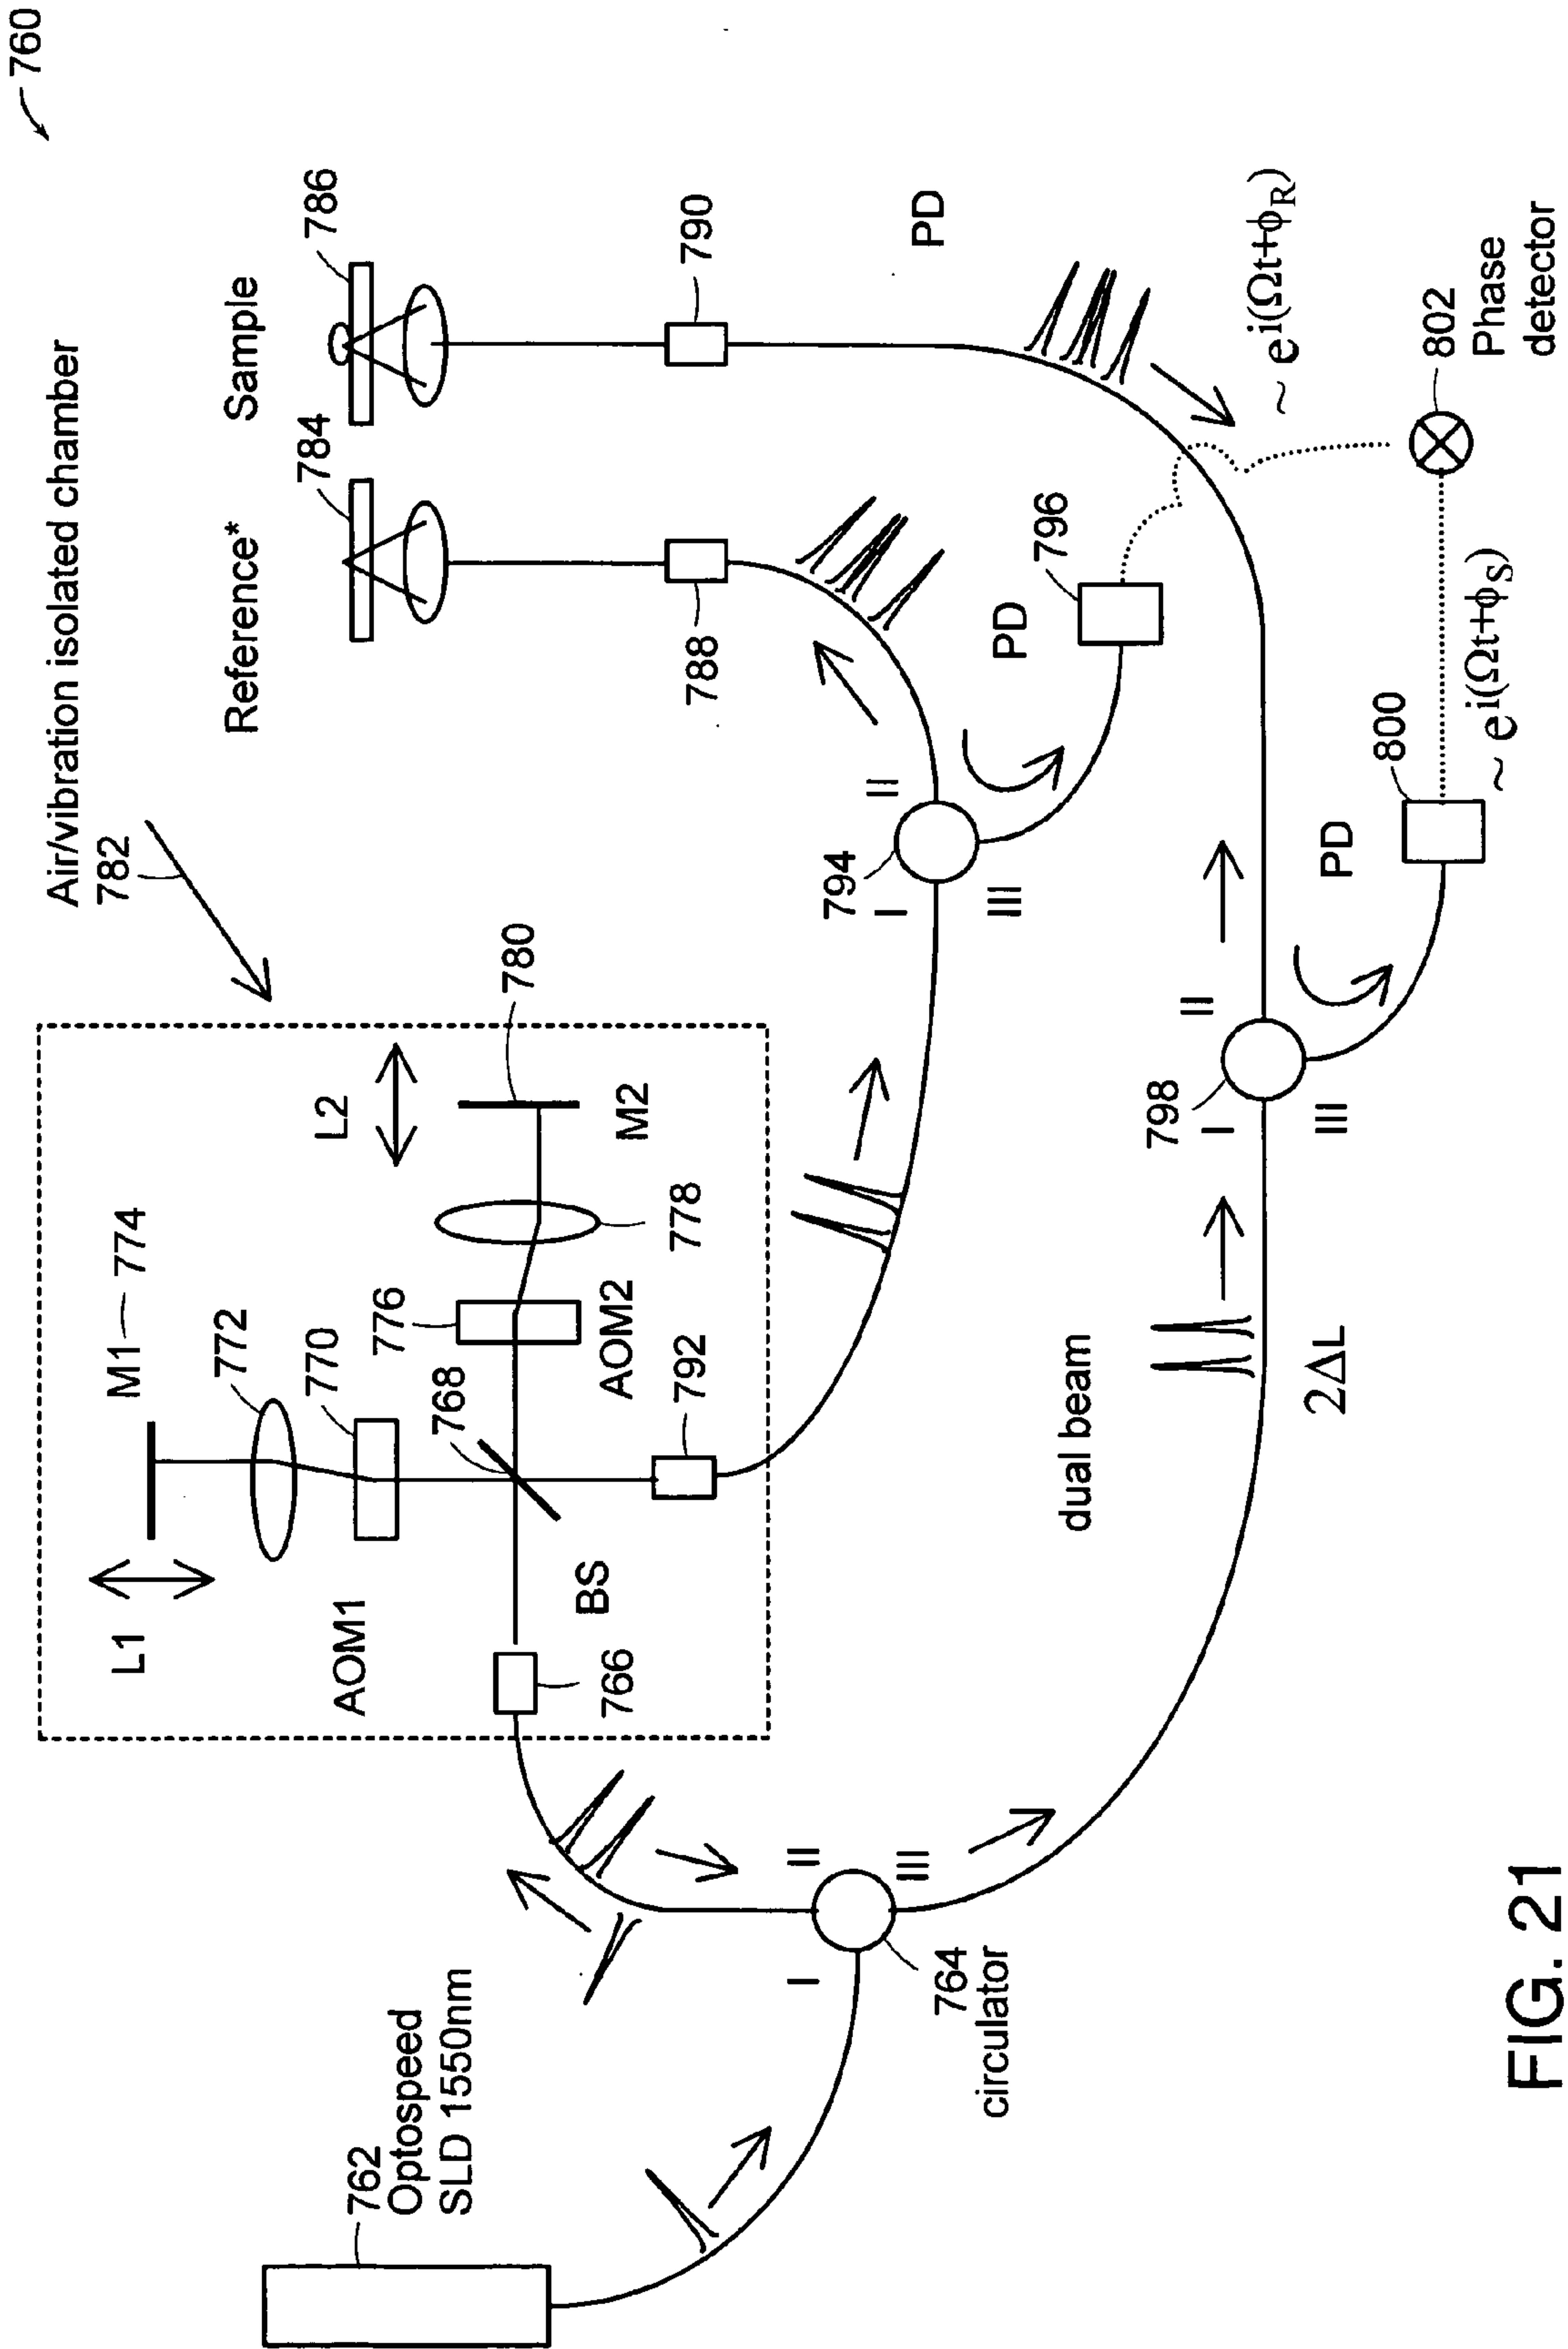 760
Air/vibration isolated chamber
782
Reference*
Sample
784
786
788
790
M1
774
L1
L2
772
780
770
776
778
M2
AOM1
AOM2
768
792
BS
766
762
Optospeed
SLD 1550nm
I
II
III
764
circulator
dual beam
2ΔL
794
I
II
III
PD
796
PD
798
I
II
III
PD
800
~ e^i(Ωt+ϕ_R)
~ e^i(Ωt+ϕ_S)
802
Phase
detector
FIG. 21